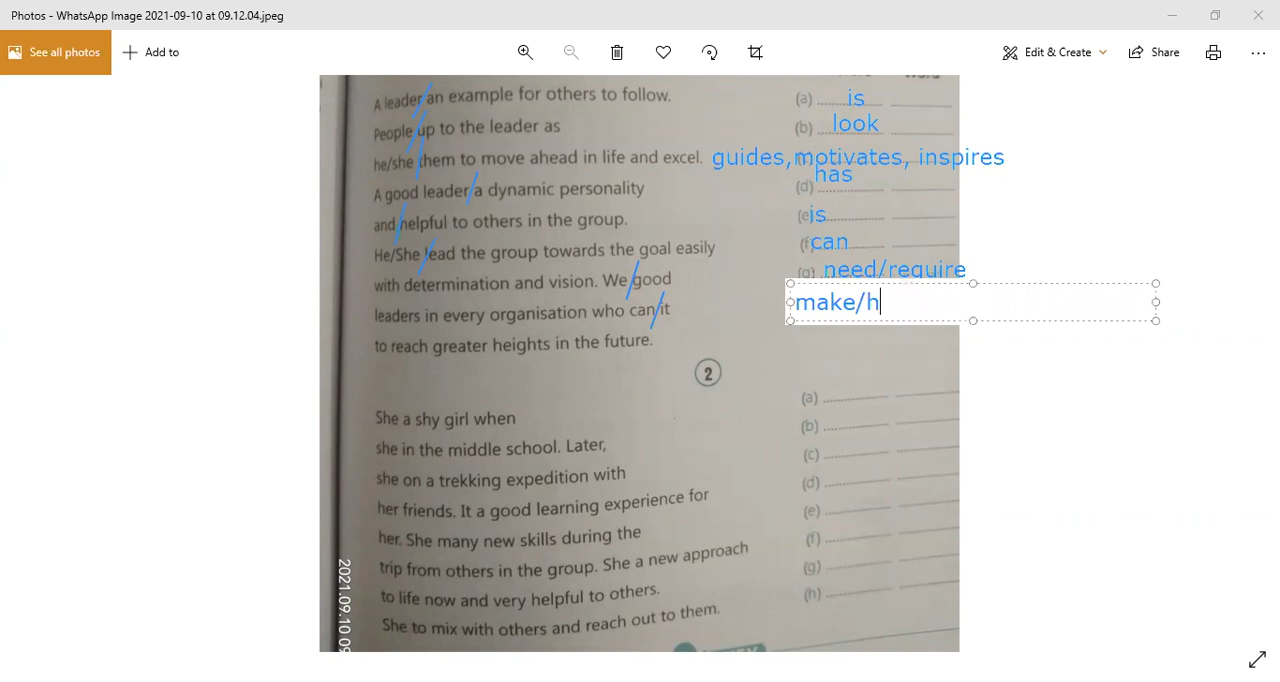 Photos - WhatsApp Image 2021-09-10 at 09.12.04.jpeg
See all photos
Add to
Edit & Create
Share
Word
A leader an example for others to follow. (a) is
People up to the leader as (b) look
he/she them to move ahead in life and excel. guides,motivates, inspires
A good leader a dynamic personality (d) has
and helpful to others in the group. (e) is
He/She lead the group towards the goal easily (f) can
with determination and vision. We good (g) need/require
leaders in every organisation who can it make/h
to reach greater heights in the future.
2
She a shy girl when (a)
she in the middle school. Later, (b)
she on a trekking expedition with (c)
her friends. It a good learning experience for (d)
her. She many new skills during the (e)
trip from others in the group. She a new approach (f)
to life now and very helpful to others. (g)
She to mix with others and reach out to them. (h)
2021.09.10 09